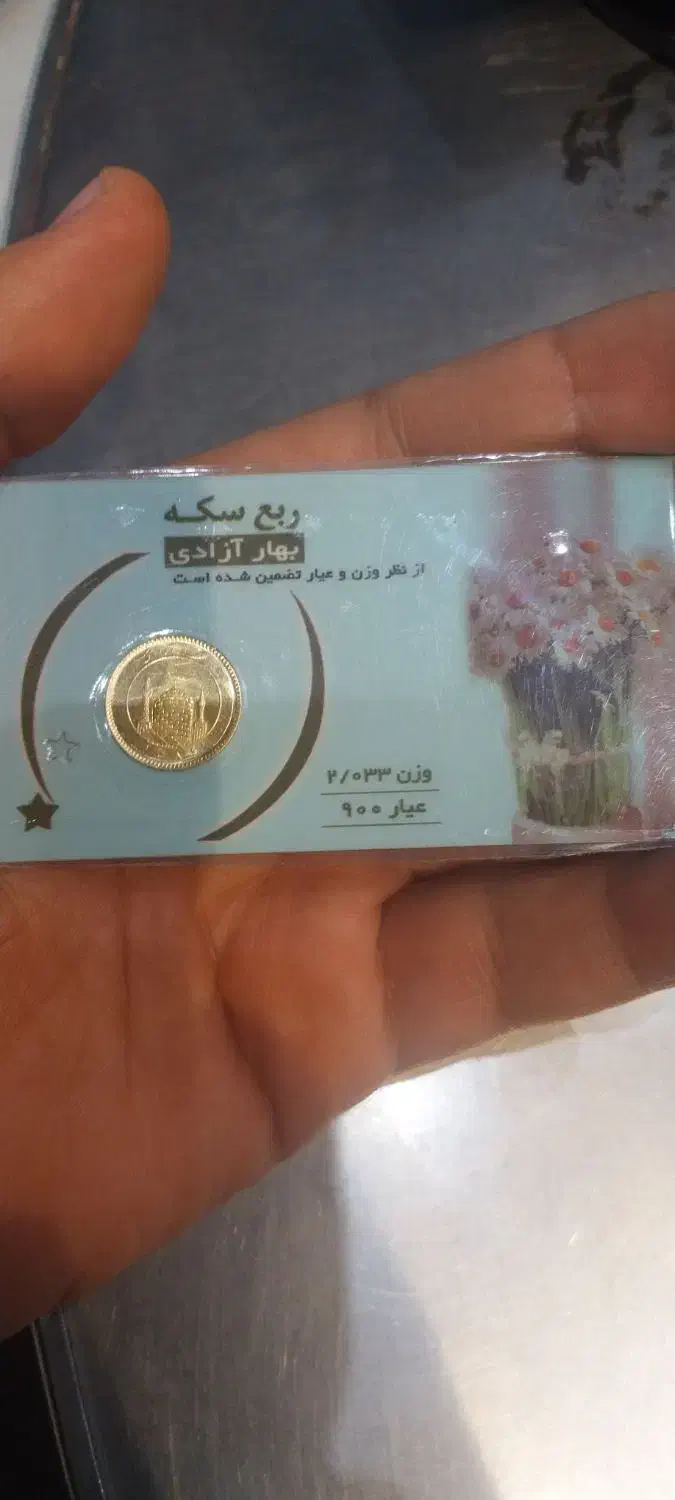 ربع سکه
بهار آزادی
از نظر وزن و عیار تضمین شده است
وزن ۲/۰۳۳
عیار ۹۰۰